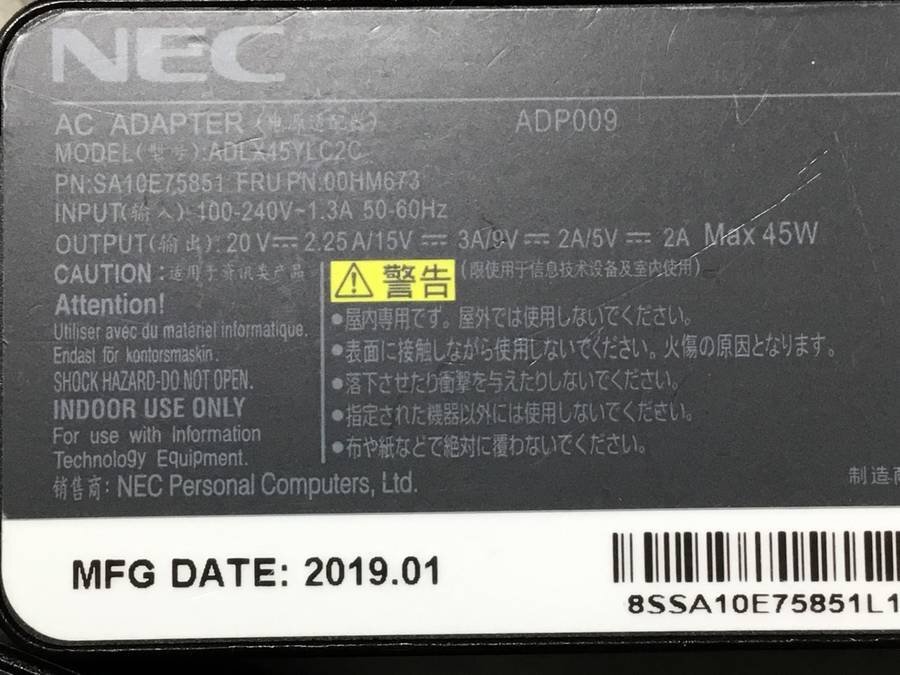 NEC
AC ADAPTER (电源适配器) ADP009
MODEL(型号):ADLX45YLC2C
PN:SA10E75851 FRU PN:00HM673
INPUT(输入) 100-240V~1.3A 50-60Hz
OUTPUT(输出): 20 V⎓ 2.25 A/15V ⎓ 3A/9V ⎓ 2A/5V ⎓ 2A Max 45W
CAUTION :适用于资讯类产品
Attention!
Utiliser avec du matériel informatique.
Endast för kontorsmaskin.
SHOCK HAZARD-DO NOT OPEN.
INDOOR USE ONLY
For use with Information
Technology Equipment.
⚠警告 (限使用于信息技术设备及室内使用)
●屋内専用です。屋外では使用しないでください。
●表面に接触しながら使用しないでください。火傷の原因となります。
●落下させたり衝撃を与えたりしないでください。
●指定された機器以外には使用しないでください。
●布や紙などで絶対に覆わないでください。
销售商: NEC Personal Computers, Ltd.
制造商
MFG DATE: 2019.01
8SSA10E75851L1